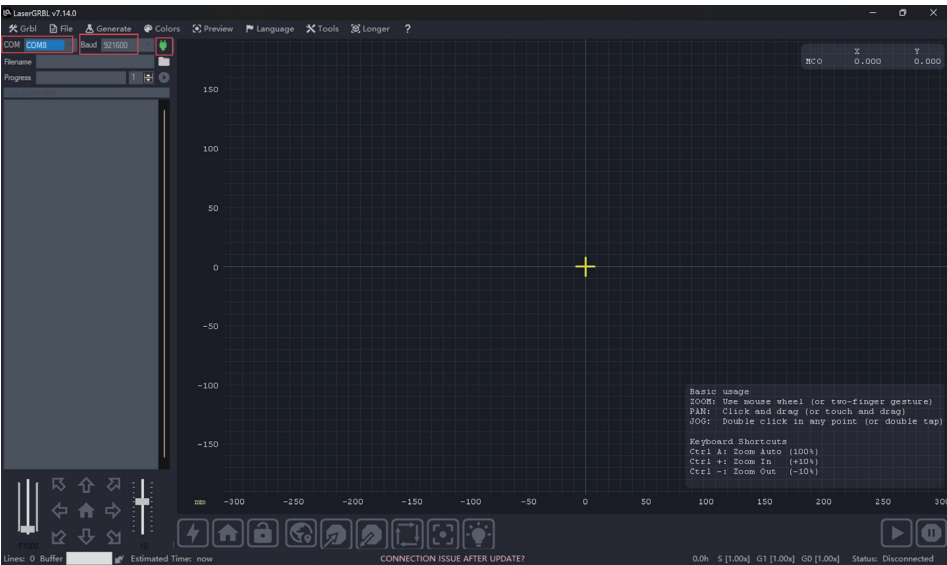 LaserGRBL v7.14.0
Grbl File Generate Colors Preview Language Tools Longer ?
COM COM8 Baud 921600
Filename
Progress 1
X Y
MCO 0.000 0.000
150
100
50
0
-50
-100
-150
Basic usage
ZOOM: Use mouse wheel (or two-finger gesture)
PAN: Click and drag (or touch and drag)
JOG: Double click in any point (or double tap)
Keyboard Shortcuts
Ctrl A: Zoom Auto (100%)
Ctrl +: Zoom In (+10%)
Ctrl -: Zoom Out (-10%)
mm -300 -250 -200 -150 -100 -50 0 50 100 150 200 250 30
F1000
Lines: 0 Buffer Estimated Time: now CONNECTION ISSUE AFTER UPDATE? 0.0h S [1.00x] G1 [1.00x] G0 [1.00x] Status: Disconnected